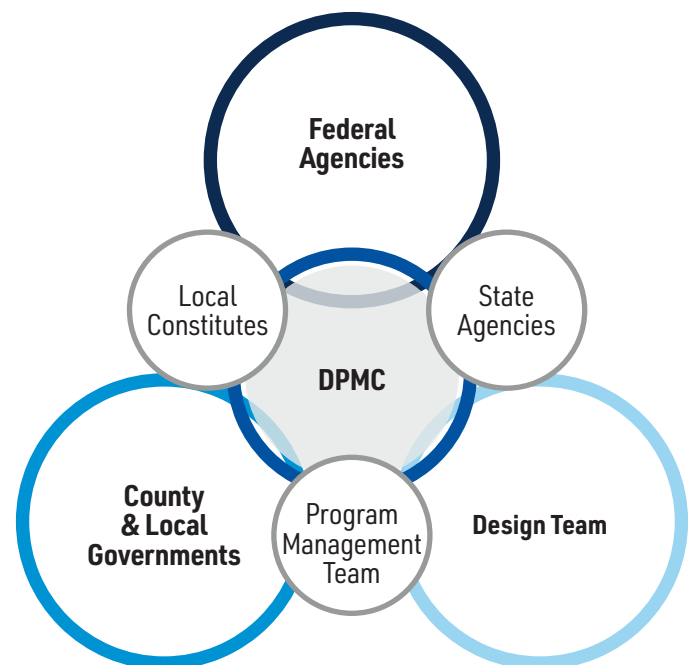 Federal
Agencies
Local
Constitutes
State
Agencies
DPMC
County
& Local
Governments
Program
Management
Team
Design Team